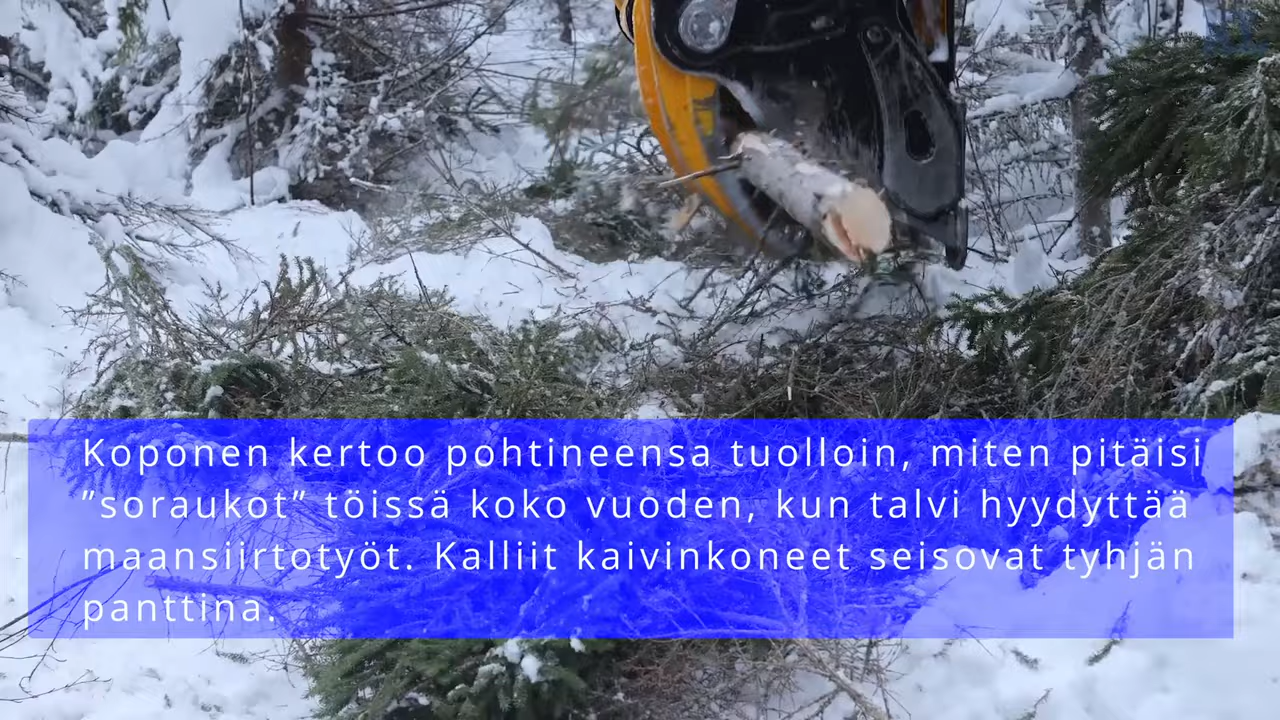 Koponen kertoo pohtineensa tuolloin, miten pitäisi
”soraukot” töissä koko vuoden, kun talvi hyydyttää
maansiirtotyöt. Kalliit kaivinkoneet seisovat tyhjän
panttina.